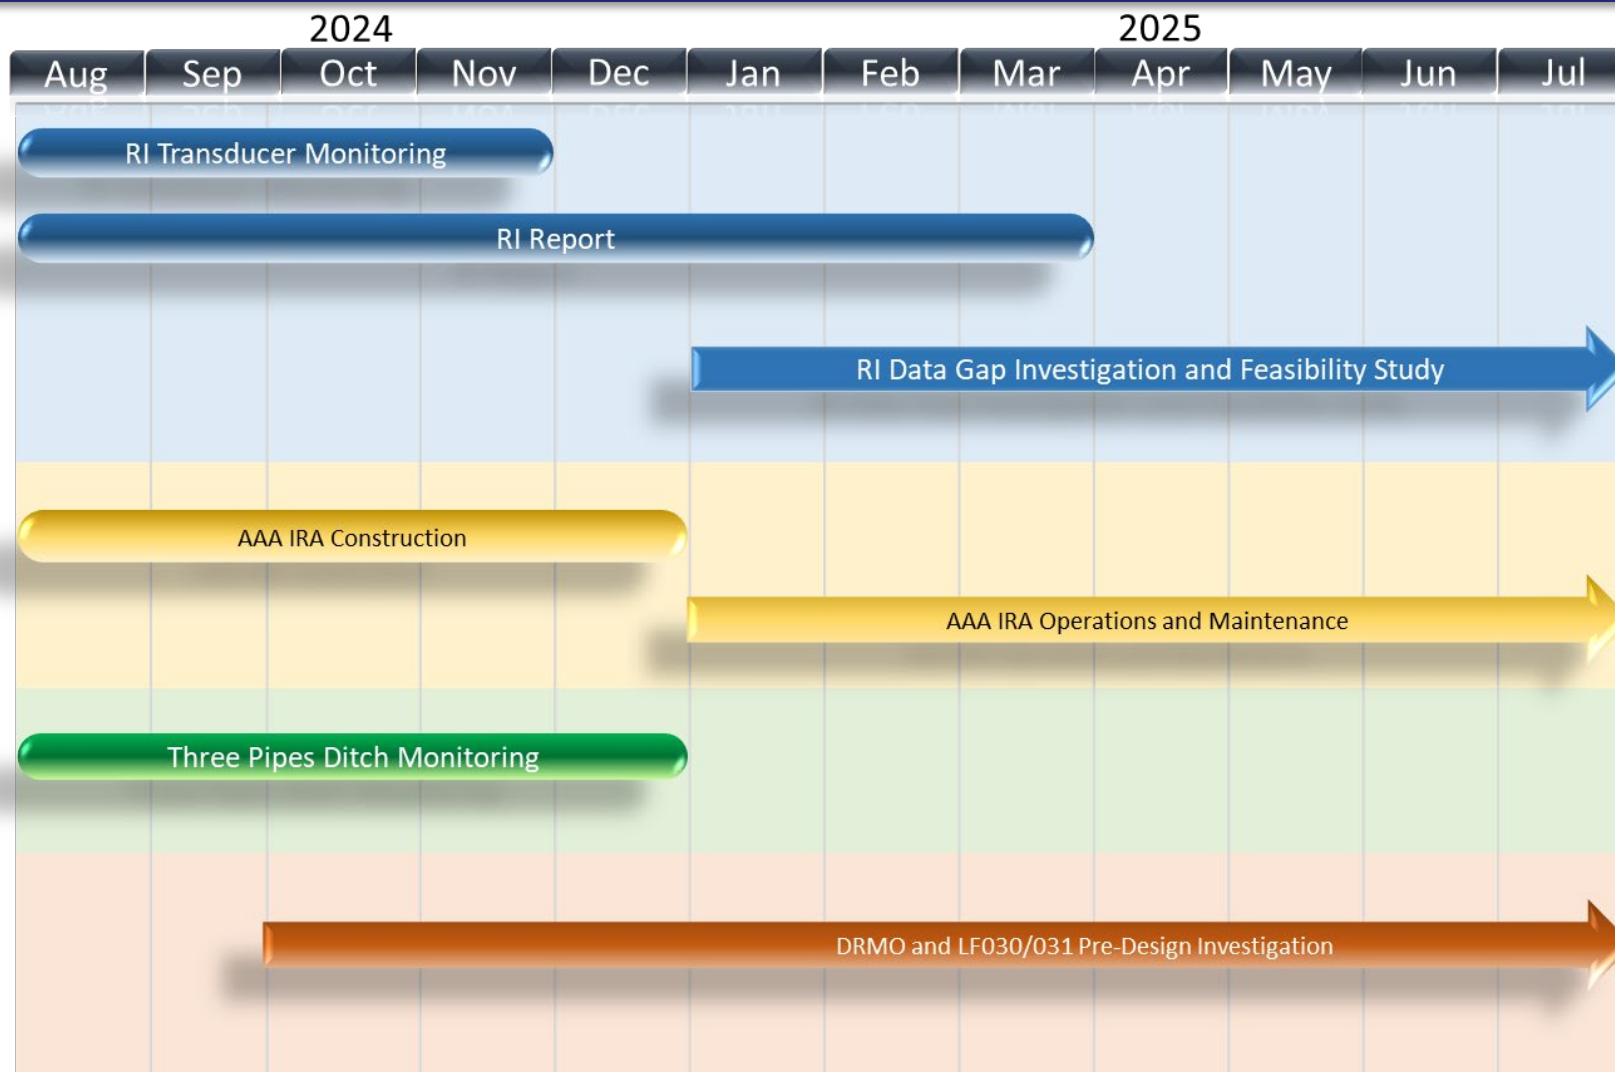 2024 2025
Aug Sep Oct Nov Dec Jan Feb Mar Apr May Jun Jul
RI Transducer Monitoring
RI Report
RI Data Gap Investigation and Feasibility Study
AAA IRA Construction
AAA IRA Operations and Maintenance
Three Pipes Ditch Monitoring
DRMO and LF030/031 Pre-Design Investigation